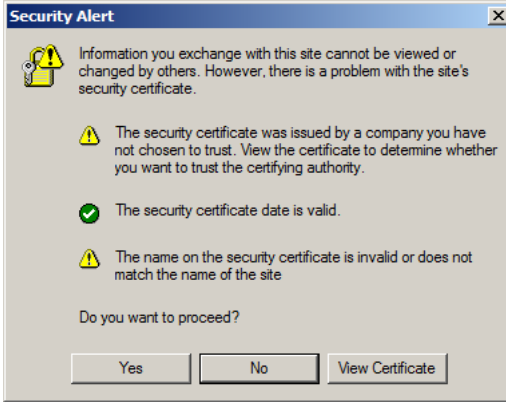 Security Alert
Information you exchange with this site cannot be viewed or
changed by others. However, there is a problem with the site's
security certificate.
The security certificate was issued by a company you have
not chosen to trust. View the certificate to determine whether
you want to trust the certifying authority.
The security certificate date is valid.
The name on the security certificate is invalid or does not
match the name of the site
Do you want to proceed?
Yes
No
View Certificate